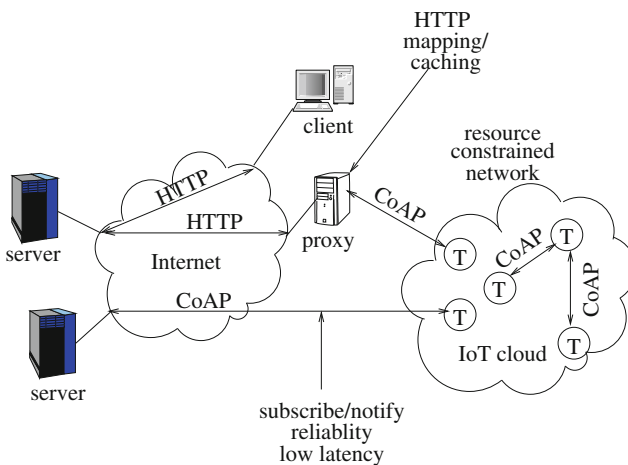 HTTP
mapping/
caching
client
resource
constrained
network
HTTP
CoAP
server
HTTP
proxy
T
CoAP
T
Internet
T
CoAP
server
CoAP
T
T
IoT cloud
subscribe/notify
reliablity
low latency